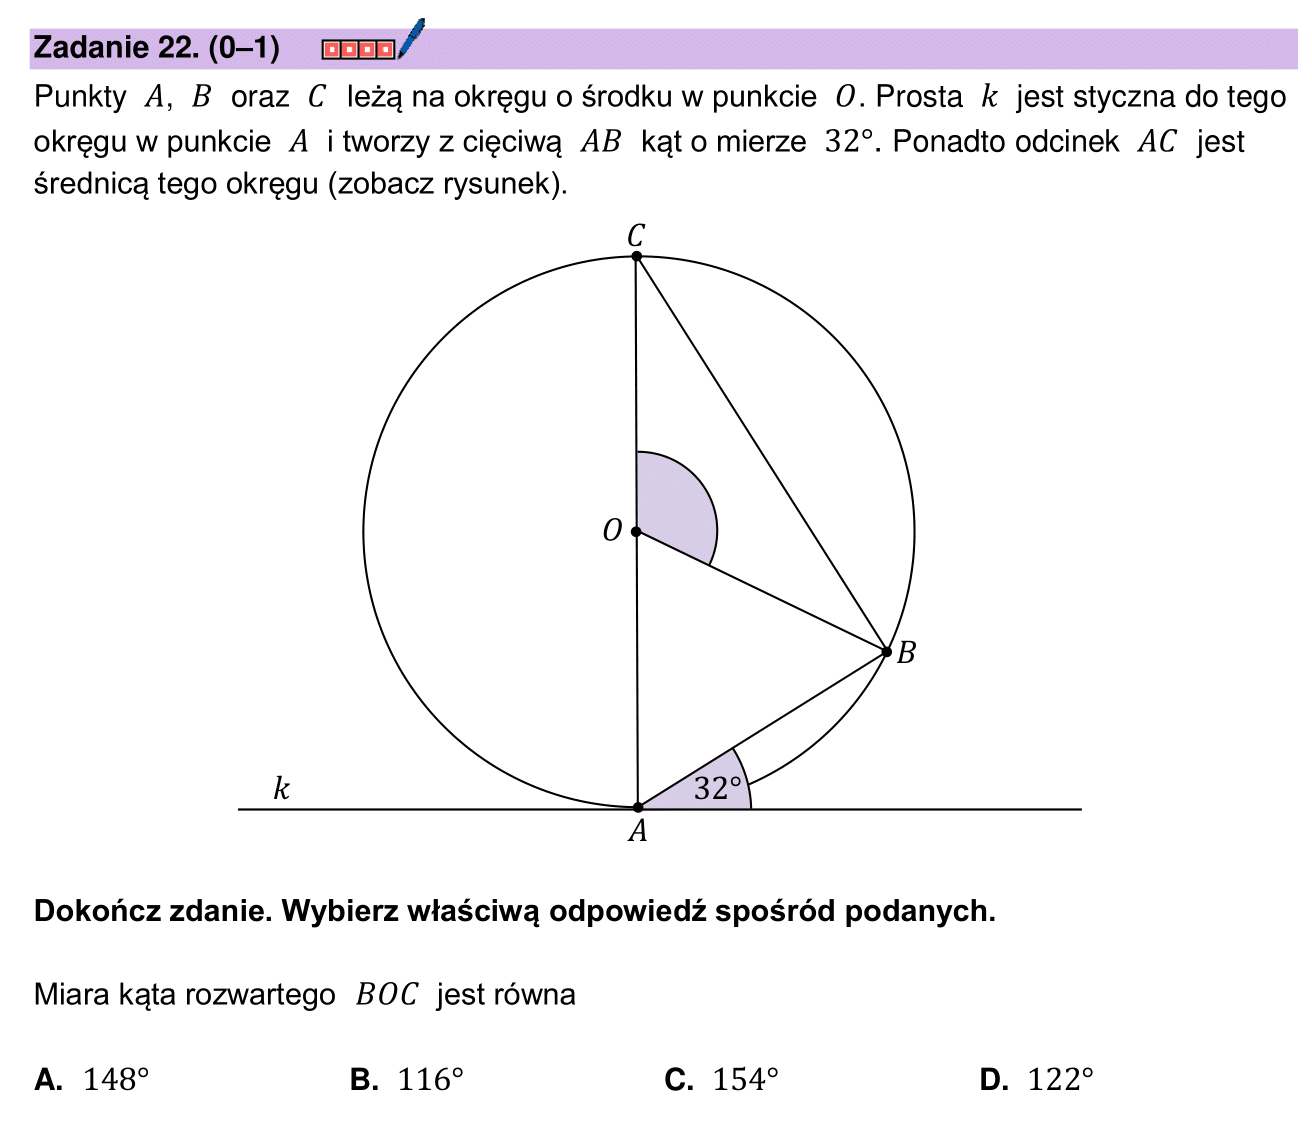 Zadanie 22. (0–1)
Punkty A, B oraz C leżą na okręgu o środku w punkcie O. Prosta k jest styczna do tego
okręgu w punkcie A i tworzy z cięciwą AB kąt o mierze 32°. Ponadto odcinek AC jest
średnicą tego okręgu (zobacz rysunek).
C
O
B
k
32°
A
Dokończ zdanie. Wybierz właściwą odpowiedź spośród podanych.
Miara kąta rozwartego BOC jest równa
A. 148° B. 116° C. 154° D. 122°